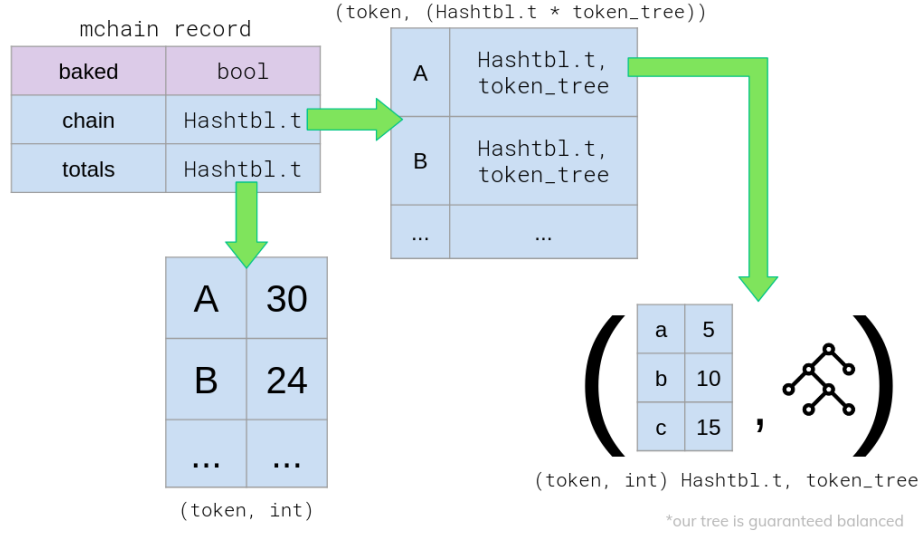 (token, (Hashtbl.t * token_tree))
mchain record
baked bool
chain Hashtbl.t
totals Hashtbl.t
A Hashtbl.t,
token_tree
B Hashtbl.t,
token_tree
... ...
A 30
B 24
... ...
(token, int)
( a 5
b 10
c 15 , )
(token, int) Hashtbl.t, token_tree
*our tree is guaranteed balanced